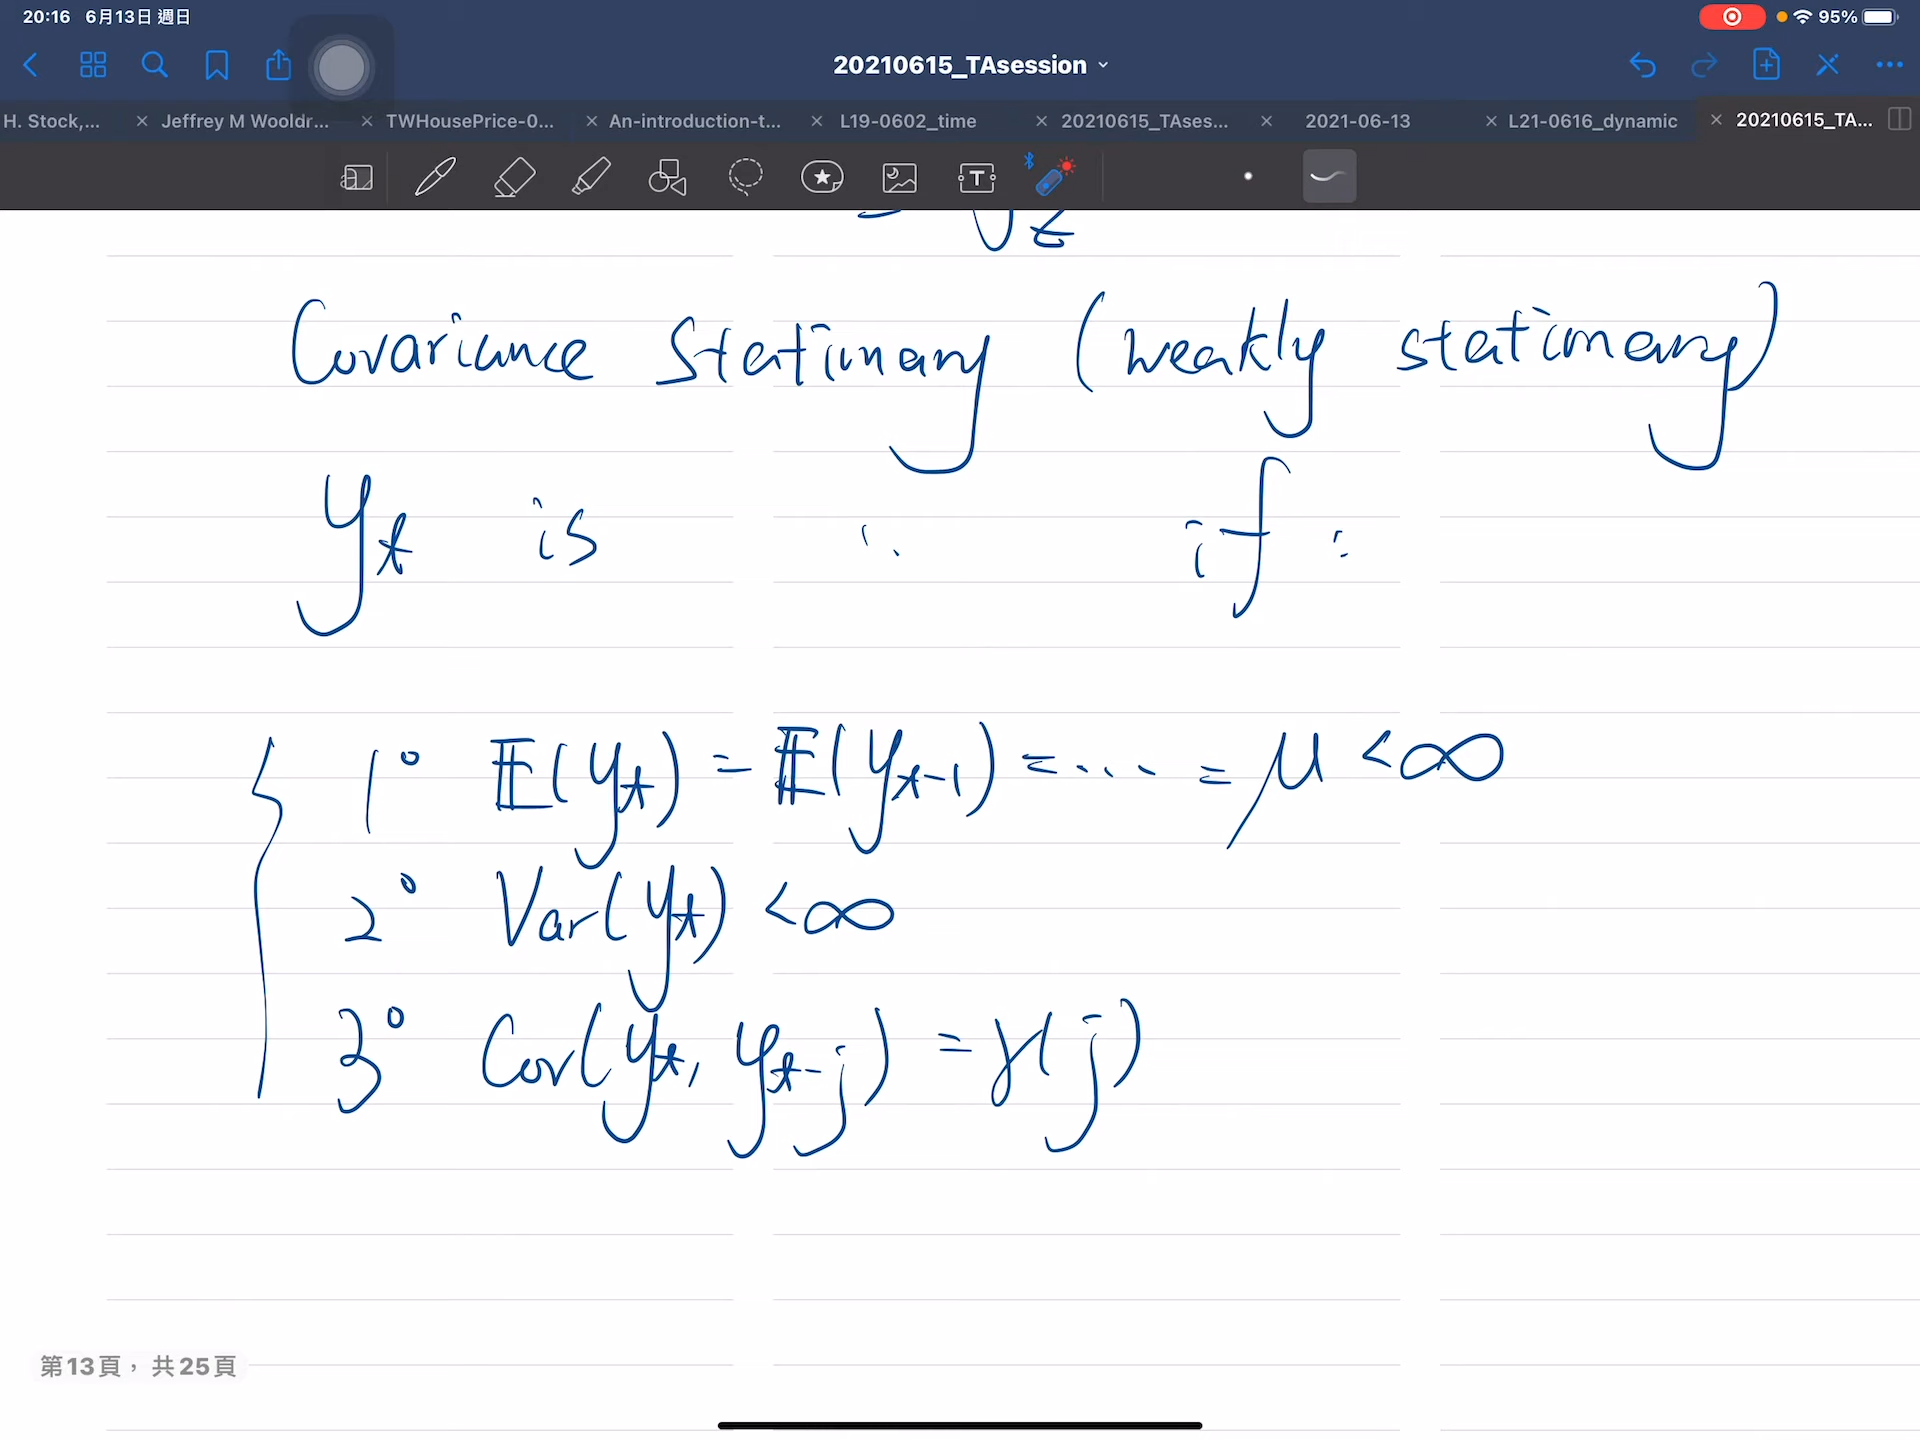 20:16 6月13日 週日
95%
20210615_TAsession
H. Stock,... × Jeffrey M Wooldr... × TWHousePrice-0... × An-introduction-t... × L19-0602_time × 20210615_TAses... × 2021-06-13 × L21-0616_dynamic × 20210615_TA...
Covariance Stationary (weakly stationary)
yt is " if :
1° 𝔼(yt) = 𝔼(yt-1) = ... = μ < ∞
2° Var(yt) < ∞
3° Cov(yt, yt-j) = γ(j)
第13頁，共25頁